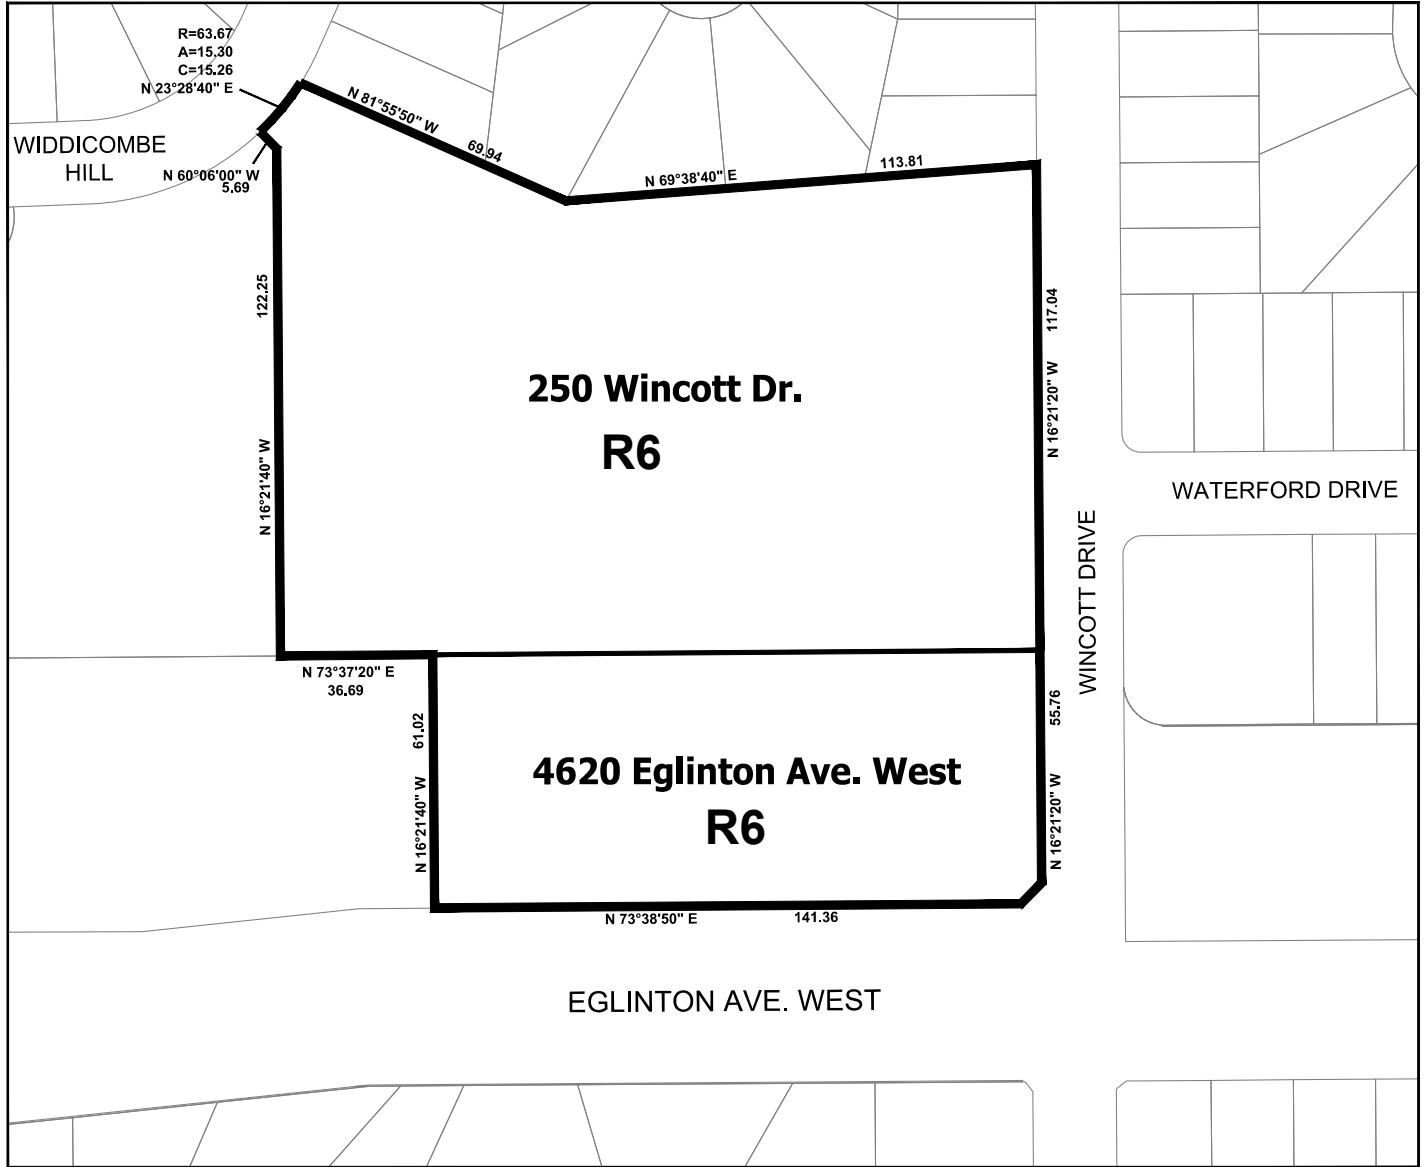 R=63.67
A=15.30
C=15.26
N 23°28'40" E
WIDDICOMBE
HILL
N 60°06'00" W
5.69
N 81°55'50" W
69.94
N 69°38'40" E
113.81
122.25
N 16°21'40" W
117.04
N 16°21'20" W
250 Wincott Dr.
R6
WATERFORD DRIVE
WINCOTT DRIVE
N 73°37'20" E
36.69
61.02
N 16°21'40" W
55.76
N 16°21'20" W
4620 Eglinton Ave. West
R6
N 73°38'50" E
141.36
EGLINTON AVE. WEST